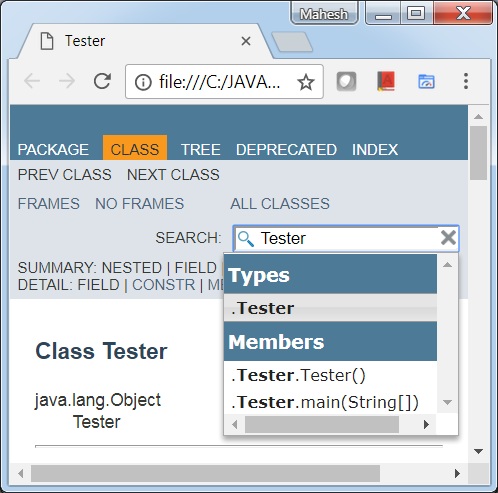 Mahesh
Tester
file:///C:/JAVA...
PACKAGE CLASS TREE DEPRECATED INDEX
PREV CLASS NEXT CLASS
FRAMES NO FRAMES ALL CLASSES
SEARCH: Tester
SUMMARY: NESTED | FIELD |
DETAIL: FIELD | CONSTR |
Types
.Tester
Members
.Tester.Tester()
.Tester.main(String[])
Class Tester
java.lang.Object
Tester